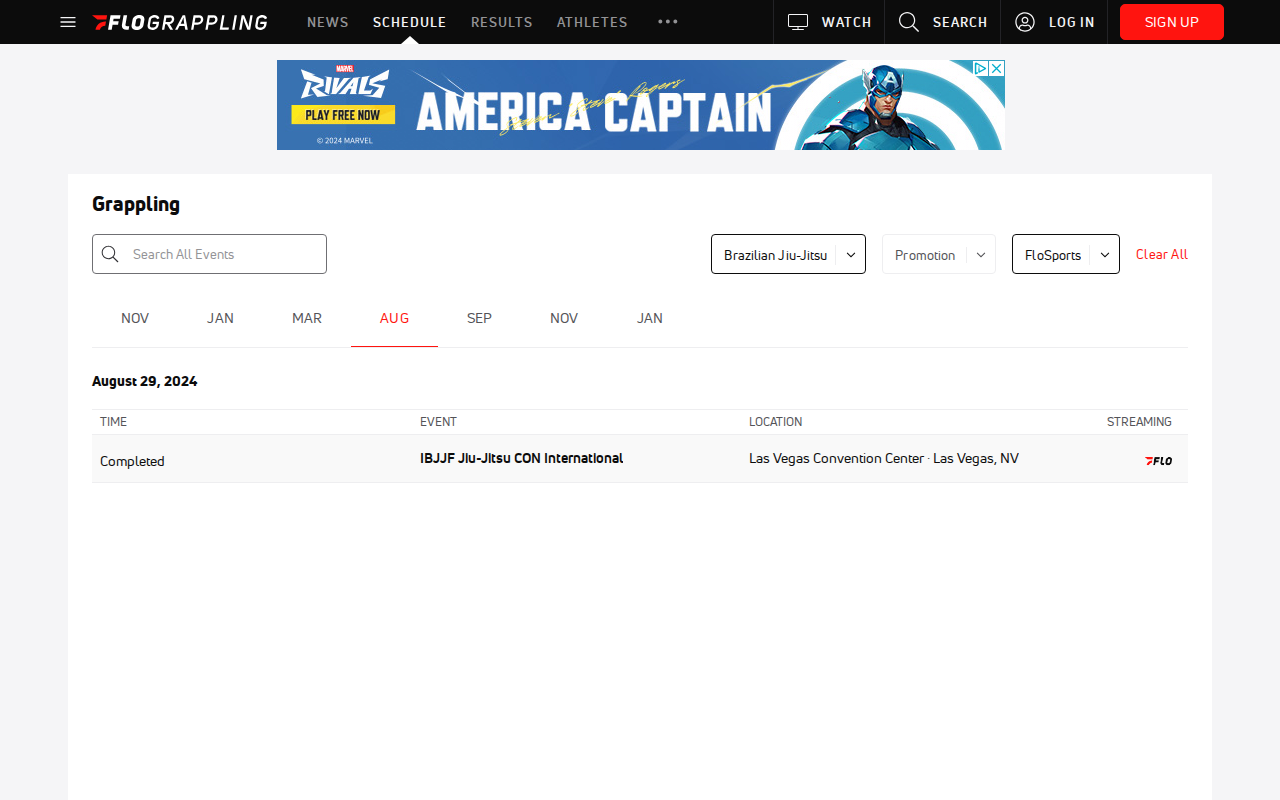 FLOGRAPPLING NEWS SCHEDULE RESULTS ATHLETES ••• WATCH SEARCH LOG IN SIGN UP
MARVEL
RIVALS
PLAY FREE NOW
© 2024 MARVEL
AMERICA CAPTAIN
Steven Grant Rogers
Grappling
Search All Events
Brazilian Jiu-Jitsu Promotion FloSports Clear All
NOV JAN MAR AUG SEP NOV JAN
August 29, 2024
TIME EVENT LOCATION STREAMING
Completed IBJJF Jiu-Jitsu CON International Las Vegas Convention Center · Las Vegas, NV FLO